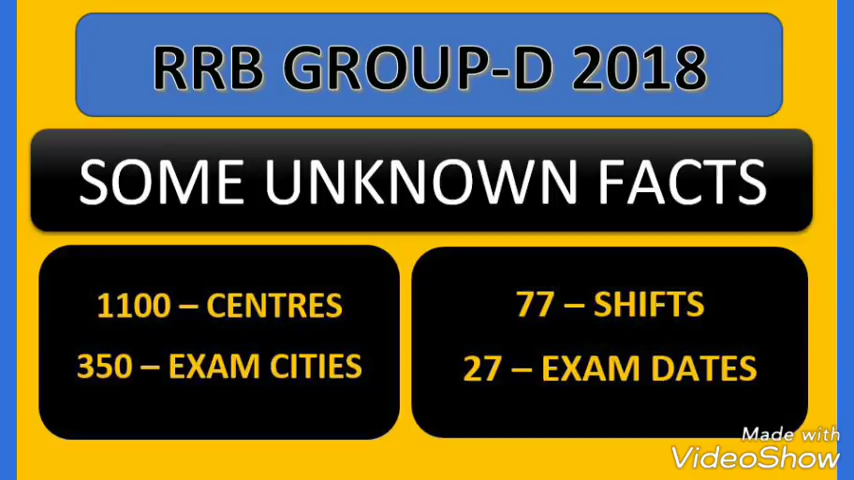 RRB GROUP-D 2018
SOME UNKNOWN FACTS
1100 – CENTRES
350 – EXAM CITIES
77 – SHIFTS
27 – EXAM DATES
Made with
VideoShow